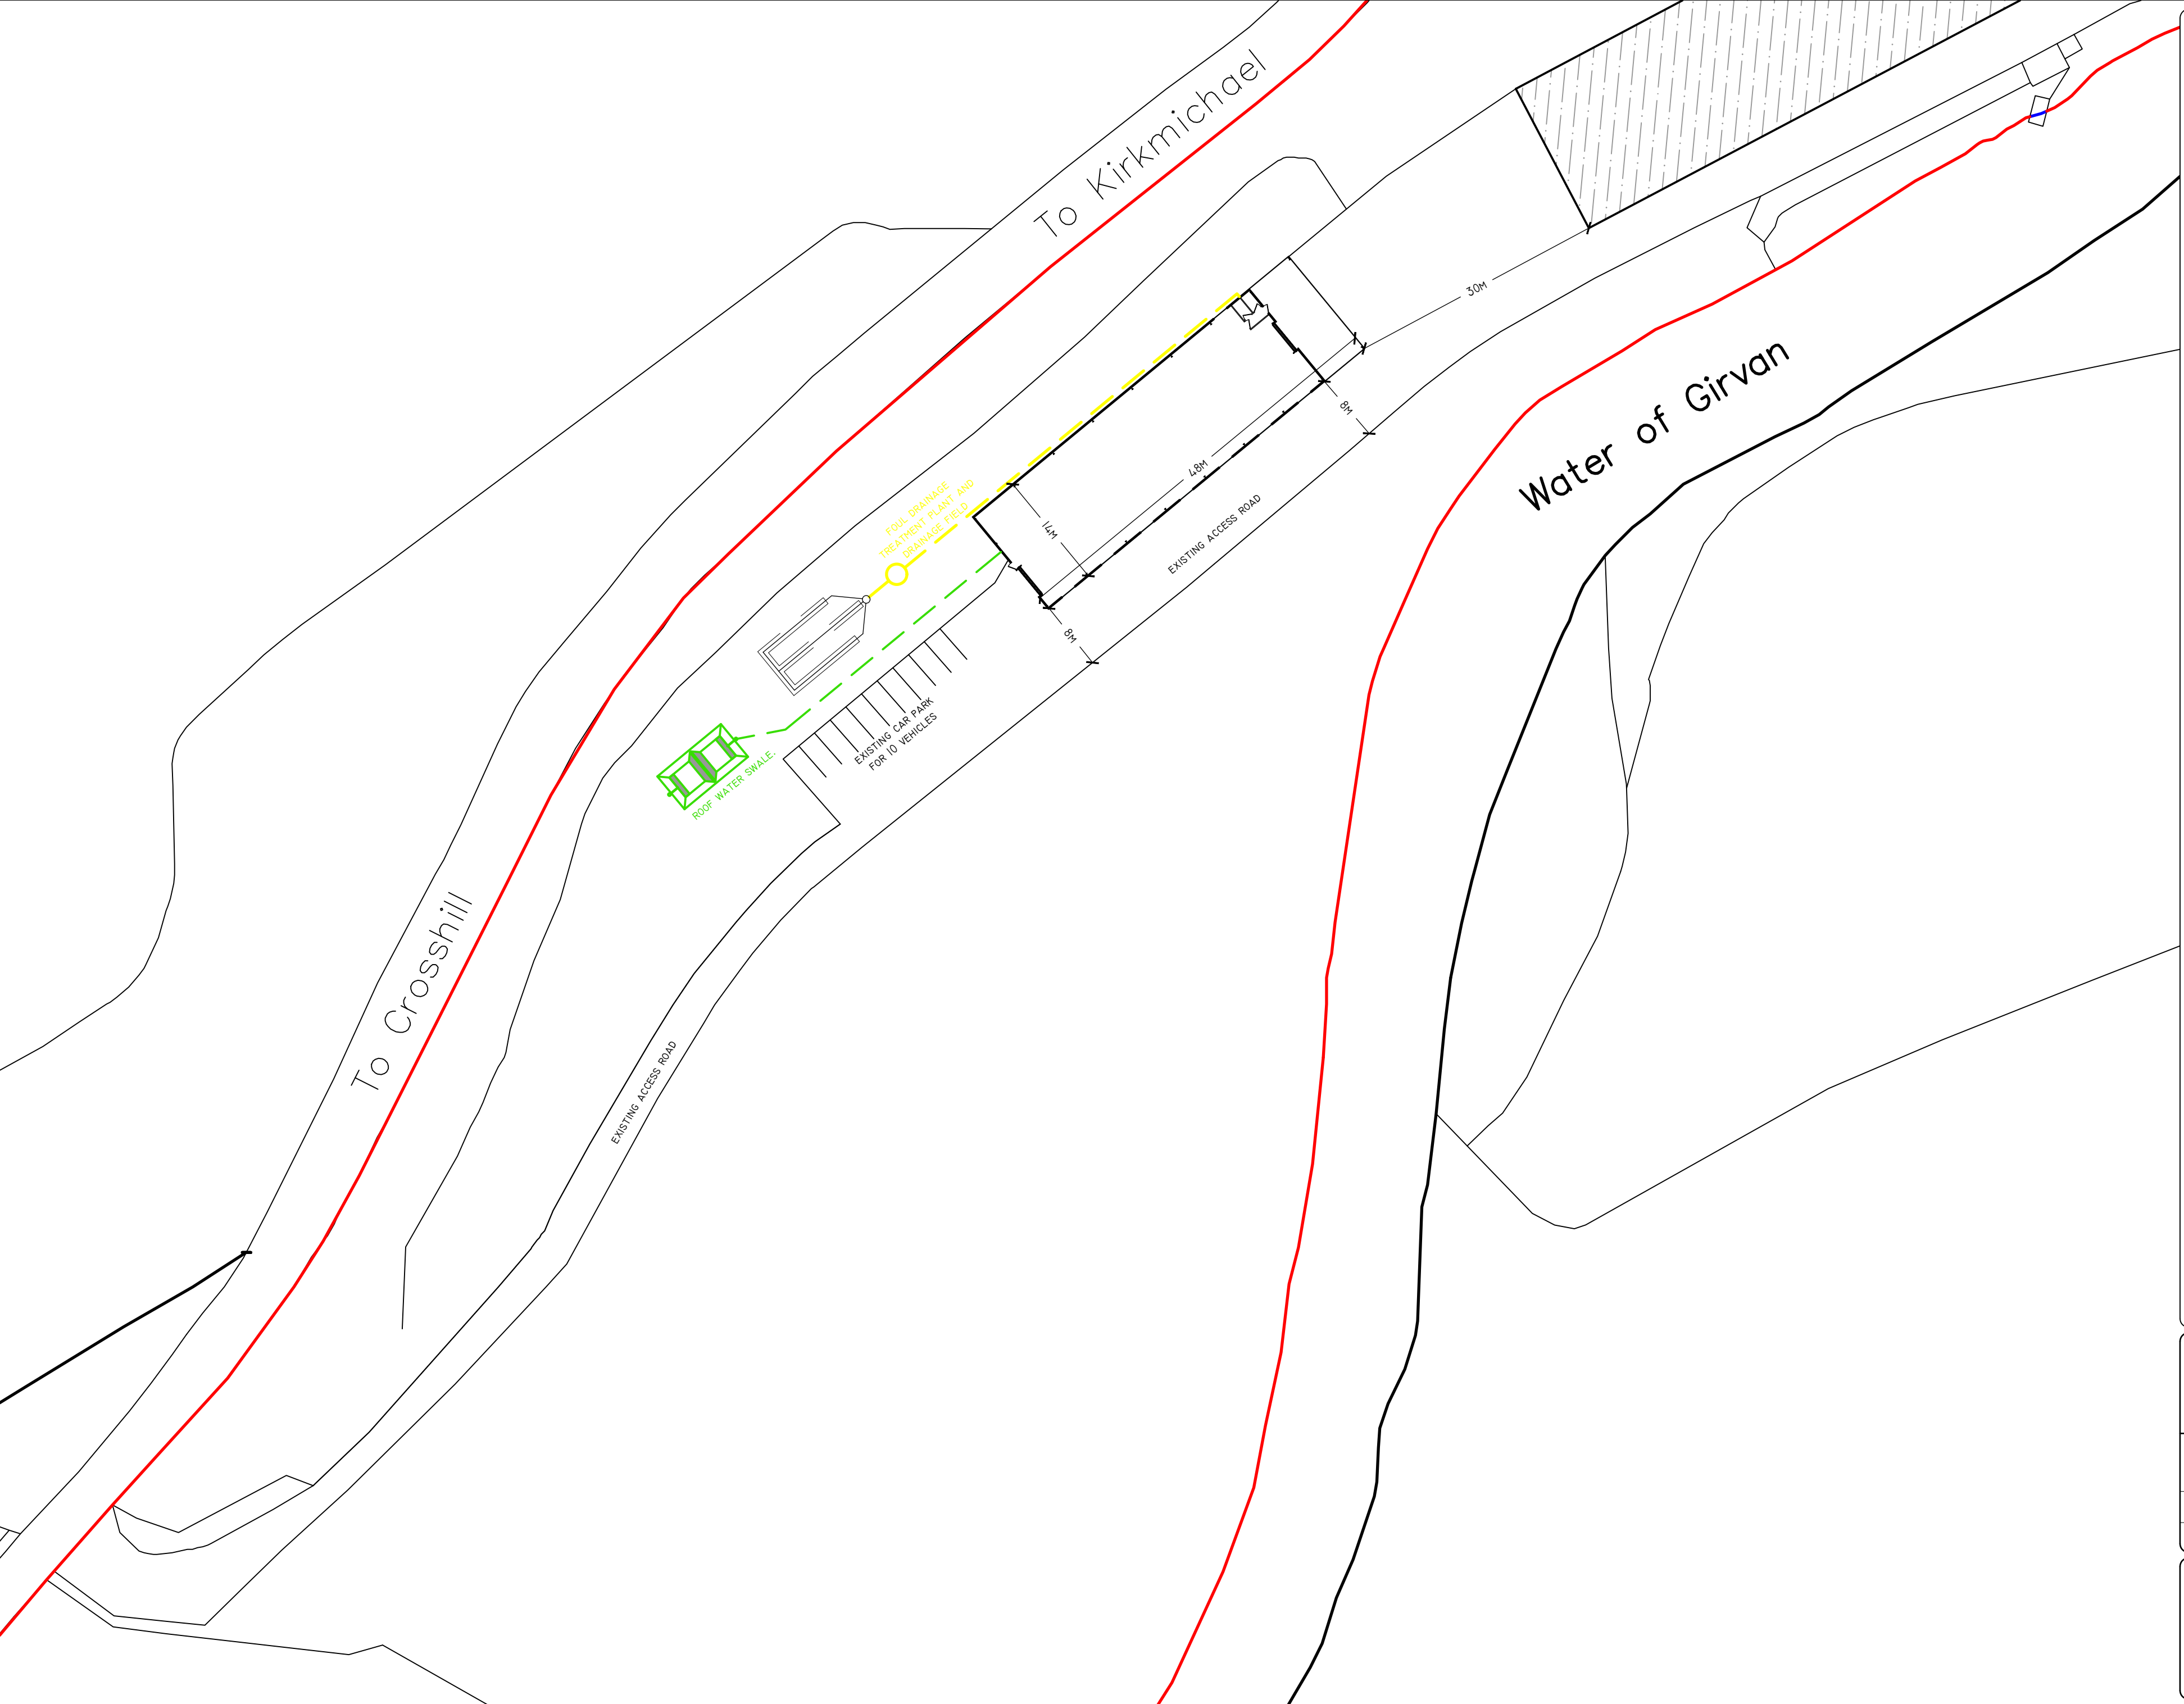 To Kirkmichael
30M
Water of Girvan
8M
48M
FOUL DRAINAGE
TREATMENT PLANT AND
DRAINAGE FIELD
14M
EXISTING ACCESS ROAD
8M
EXISTING CAR PARK
FOR 10 VEHICLES
ROOF WATER SWALE.
To Crosshill
EXISTING ACCESS ROAD